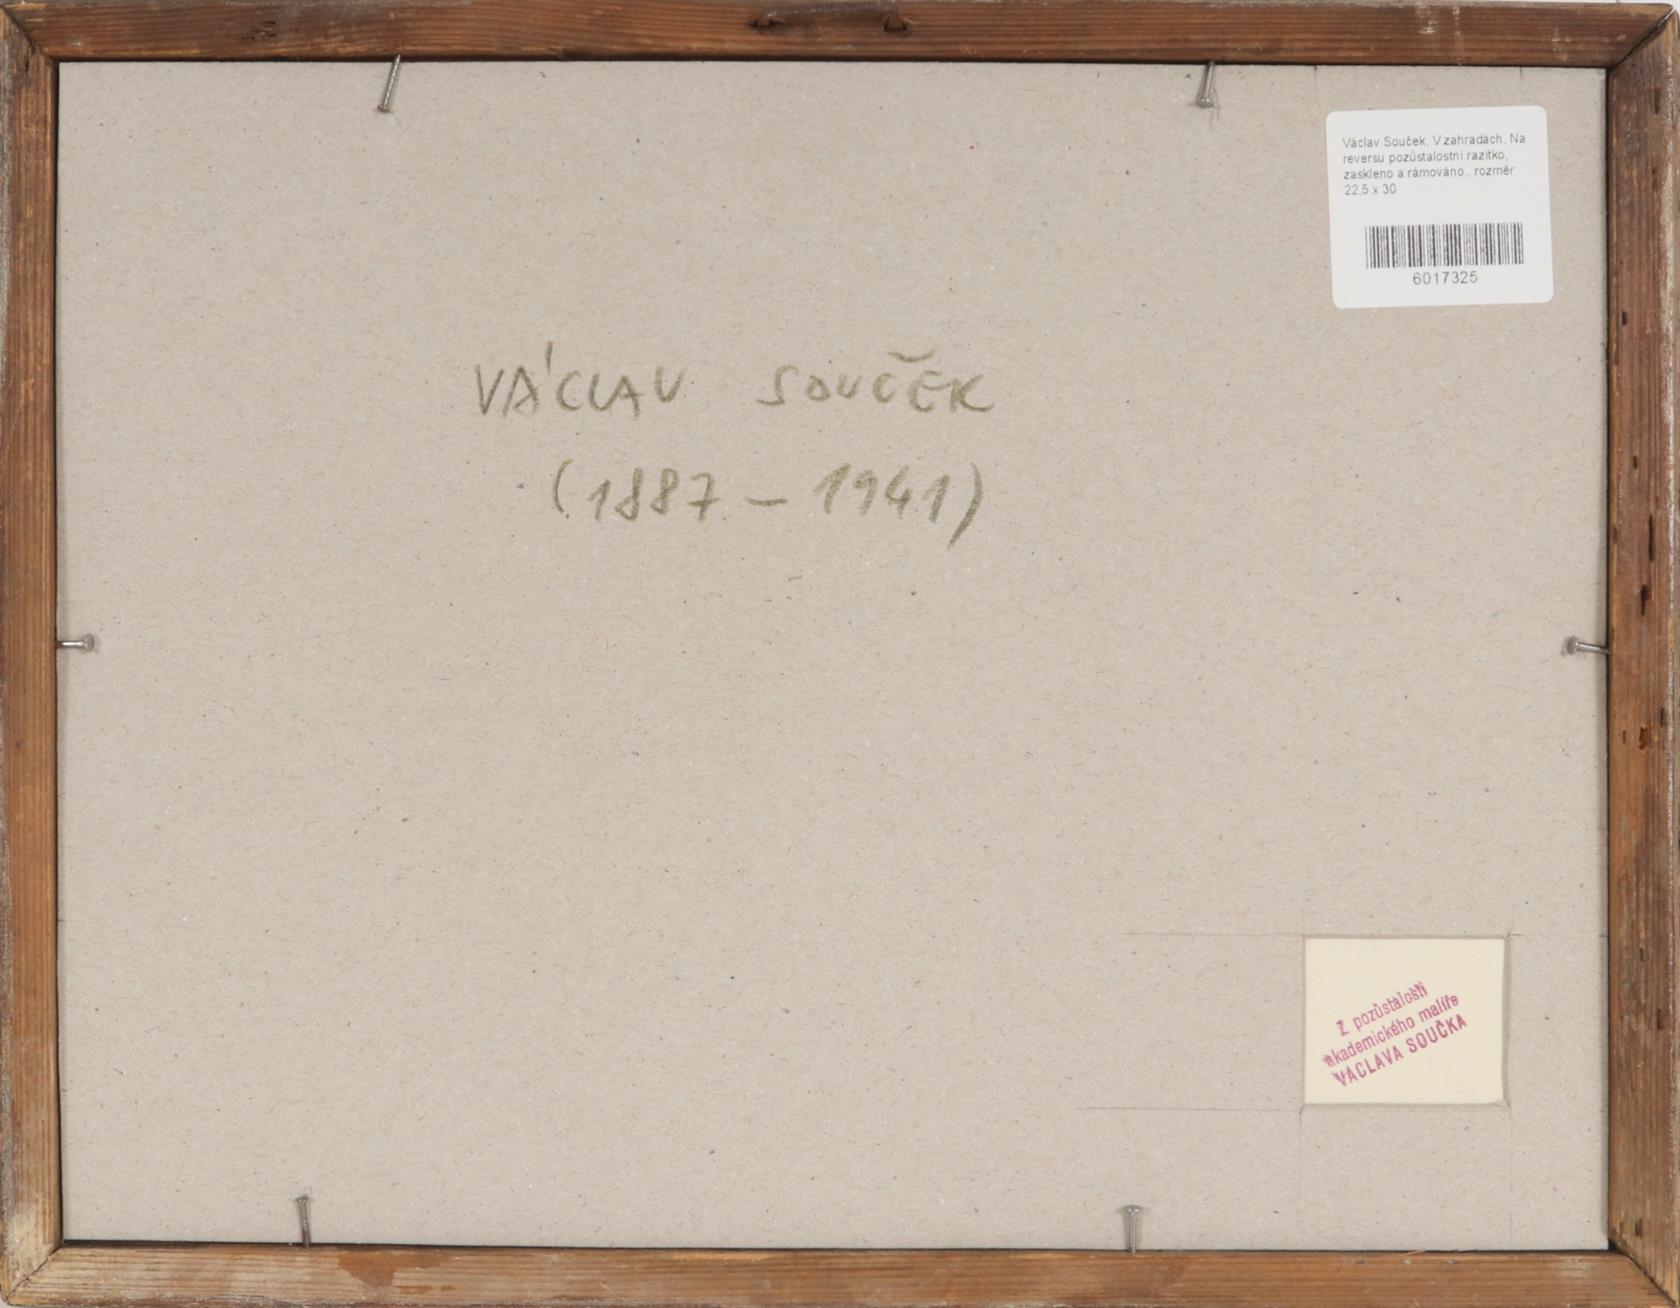 Václav Souček, V zahradách, Na
reversu pozůstalostní razítko,
zaskleno a rámováno., rozměr
22,5 x 30
6017325
VÁCLAV SOUČEK
(1887 – 1941)
Z pozůstalosti
akademického malíře
VÁCLAVA SOUČKA